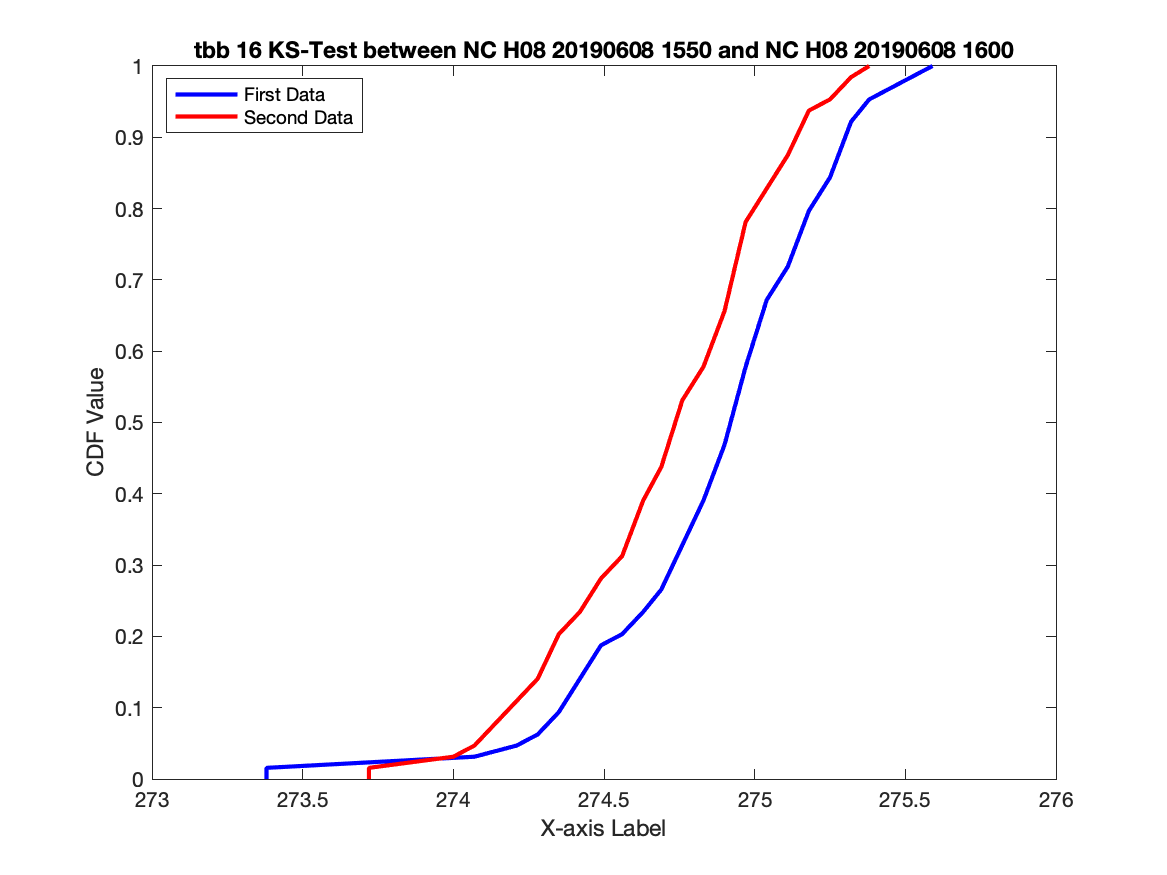 tbb 16 KS-Test between NC H08 20190608 1550 and NC H08 20190608 1600
1
First Data
Second Data
0.9
0.8
0.7
0.6
0.5
0.4
0.3
0.2
0.1
0
CDF Value
273 273.5 274 274.5 275 275.5 276
X-axis Label